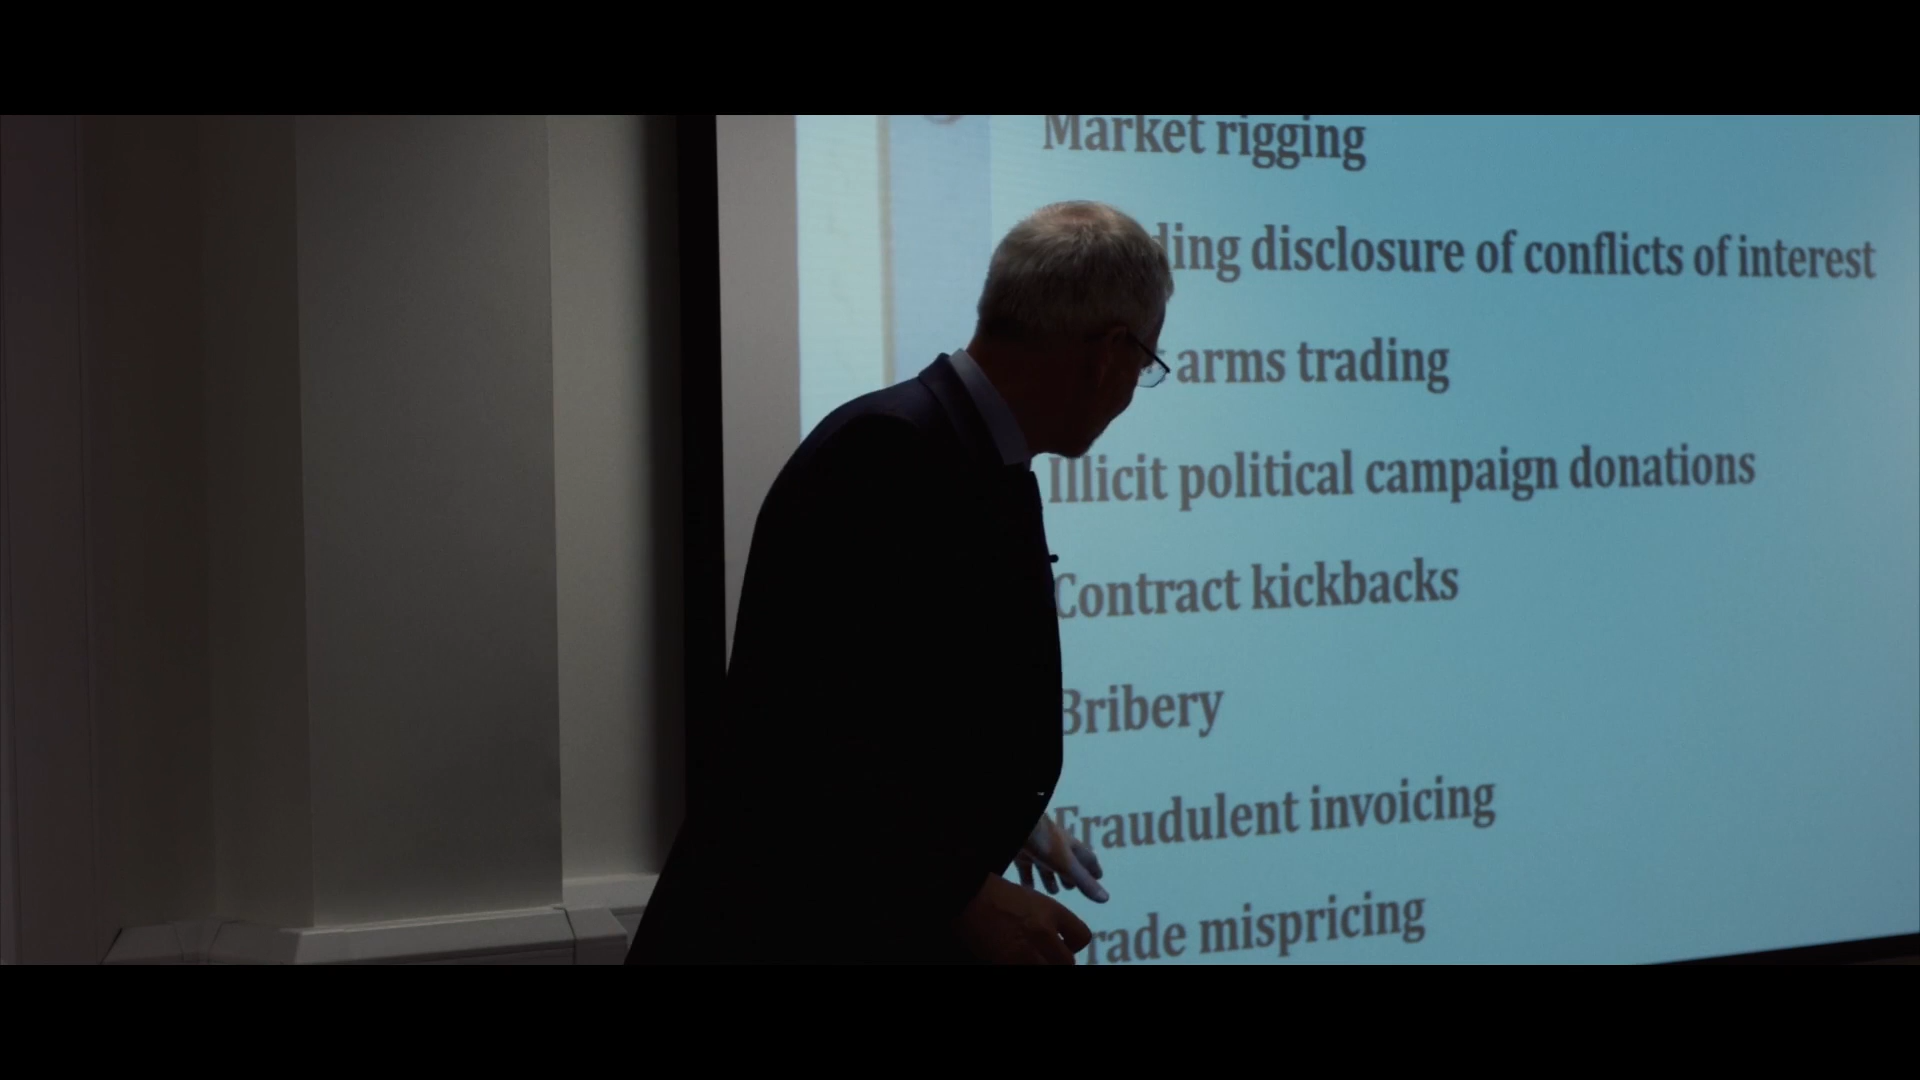 Market rigging
disclosure of conflicts of interest
arms trading
Illicit political campaign donations
Contract kickbacks
Bribery
Fraudulent invoicing
mispricing